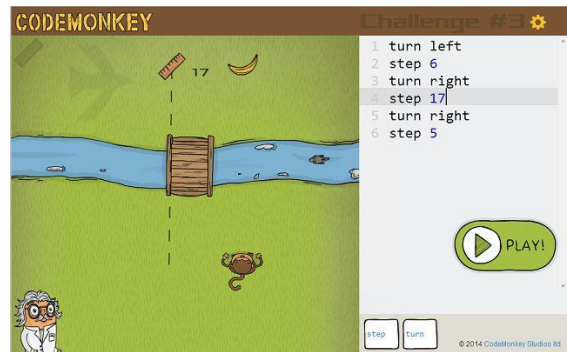 CODEMONKEY
Challenge #3
17
1 turn left
2 step 6
3 turn right
4 step 17
5 turn right
6 step 5
PLAY!
step turn
© 2014 CodeMonkey Studios ltd.